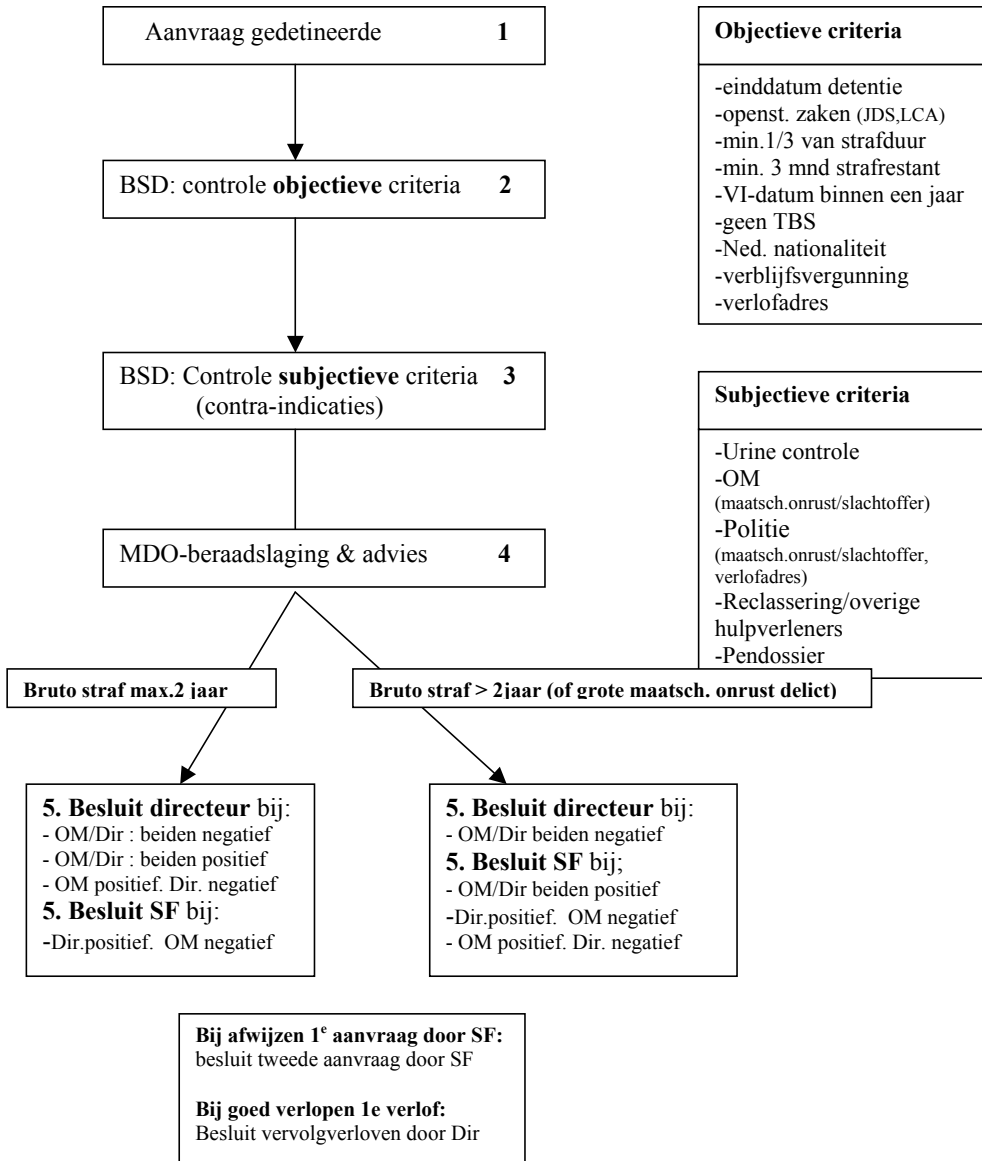 Aanvraag gedetineerde 1
BSD: controle objectieve criteria 2
BSD: Controle subjectieve criteria 3
(contra-indicaties)
MDO-beraadslaging & advies 4
Bruto straf max.2 jaar
Bruto straf > 2jaar (of grote maatsch. onrust delict)
5. Besluit directeur bij:
- OM/Dir : beiden negatief
- OM/Dir : beiden positief
- OM positief. Dir. negatief
5. Besluit SF bij:
-Dir.positief. OM negatief
5. Besluit directeur bij:
- OM/Dir beiden negatief
5. Besluit SF bij;
- OM/Dir beiden positief
-Dir.positief. OM negatief
- OM positief. Dir. negatief
Bij afwijzen 1e aanvraag door SF:
besluit tweede aanvraag door SF
Bij goed verlopen 1e verlof:
Besluit vervolgverloven door Dir
Objectieve criteria
-einddatum detentie
-openst. zaken (JDS,LCA)
-min.1/3 van strafduur
-min. 3 mnd strafrestant
-VI-datum binnen een jaar
-geen TBS
-Ned. nationaliteit
-verblijfsvergunning
-verlofadres
Subjectieve criteria
-Urine controle
-OM
(maatsch.onrust/slachtoffer)
-Politie
(maatsch.onrust/slachtoffer,
verlofadres)
-Reclassering/overige
hulpverleners
-Pendossier